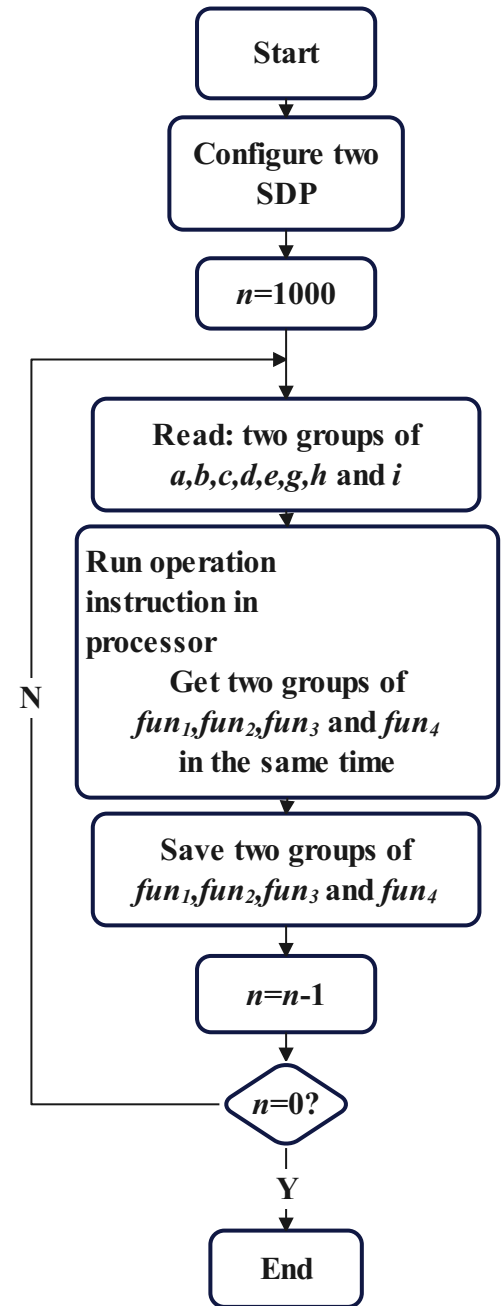 Start
Configure two
SDP
n=1000
Read: two groups of
a,b,c,d,e,g,h and i
Run operation
instruction in
processor
Get two groups of
fun₁,fun₂,fun₃ and fun₄
in the same time
N
Save two groups of
fun₁,fun₂,fun₃ and fun₄
n=n-1
n=0?
Y
End